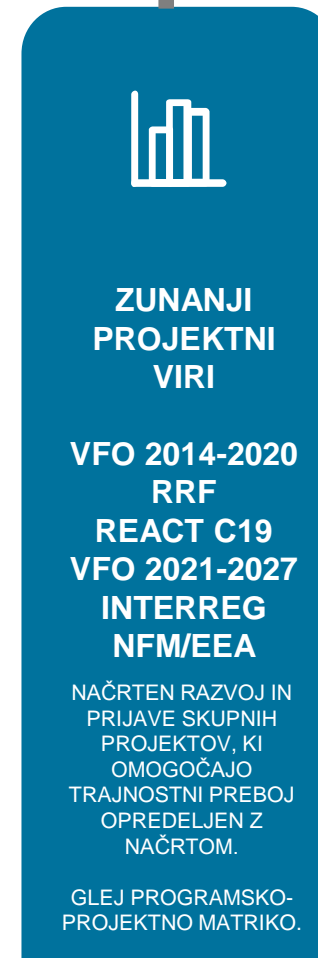 ZUNANJI
PROJEKTNI
VIRI
VFO 2014-2020
RRF
REACT C19
VFO 2021-2027
INTERREG
NFM/EEA
NAČRTEN RAZVOJ IN
PRIJAVE SKUPNIH
PROJEKTOV, KI
OMOGOČAJO
TRAJNOSTNI PREBOJ
OPREDELJEN Z
NAČRTOM.
GLEJ PROGRAMSKO-
PROJEKTNO MATRIKO.